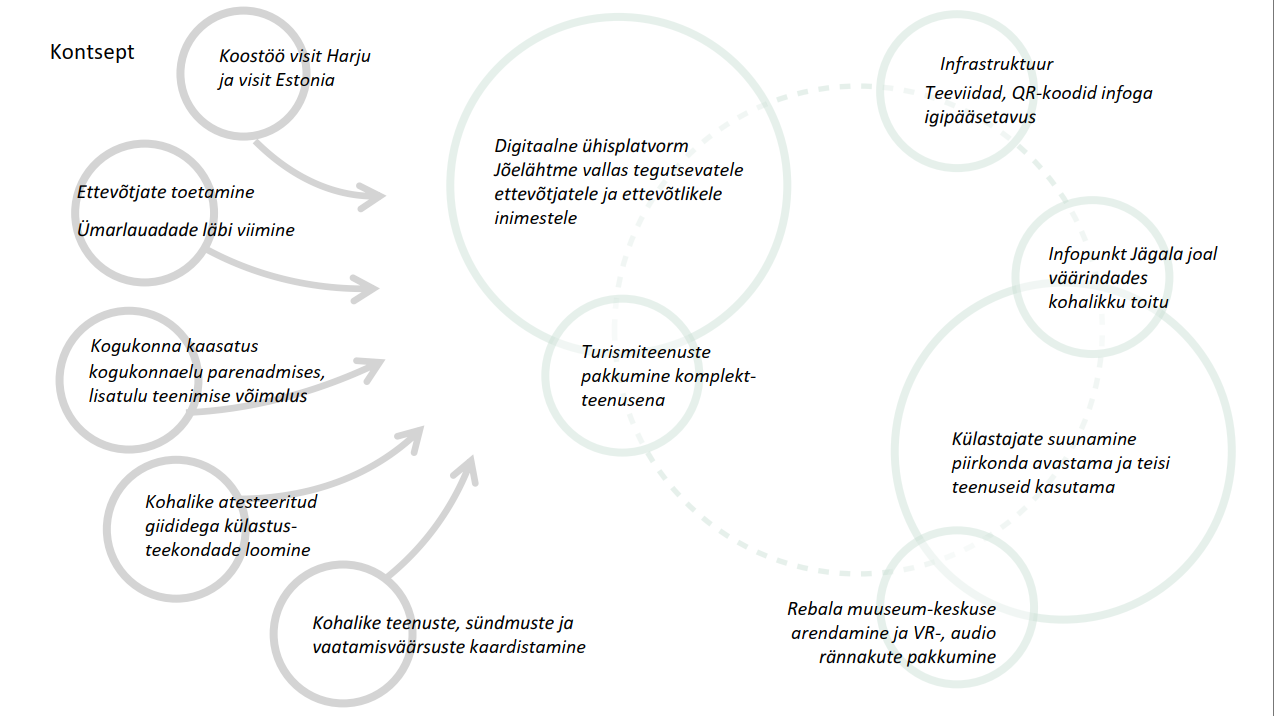 Kontsept
Koostöö visit Harju
ja visit Estonia
Ettevõtjate toetamine
Ümarlauadade läbi viimine
Kogukonna kaasatus
kogukonnaelu parenadmises,
lisatulu teenimise võimalus
Kohalike atesteeritud
giididega külastus-
teekondade loomine
Kohalike teenuste, sündmuste ja
vaatamisväärsuste kaardistamine
Digitaalne ühisplatvorm
Jõelähtme vallas tegutsevatele
ettevõtjatele ja ettevõtlikele
inimestele
Turismiteenuste
pakkumine komplekt-
teenusena
Infrastruktuur
Teeviidad, QR-koodid infoga
igipääsetavus
Infopunkt Jägala joal
väärindades
kohalikku toitu
Külastajate suunamine
piirkonda avastama ja teisi
teenuseid kasutama
Rebala muuseum-keskuse
arendamine ja VR-, audio
rännakute pakkumine